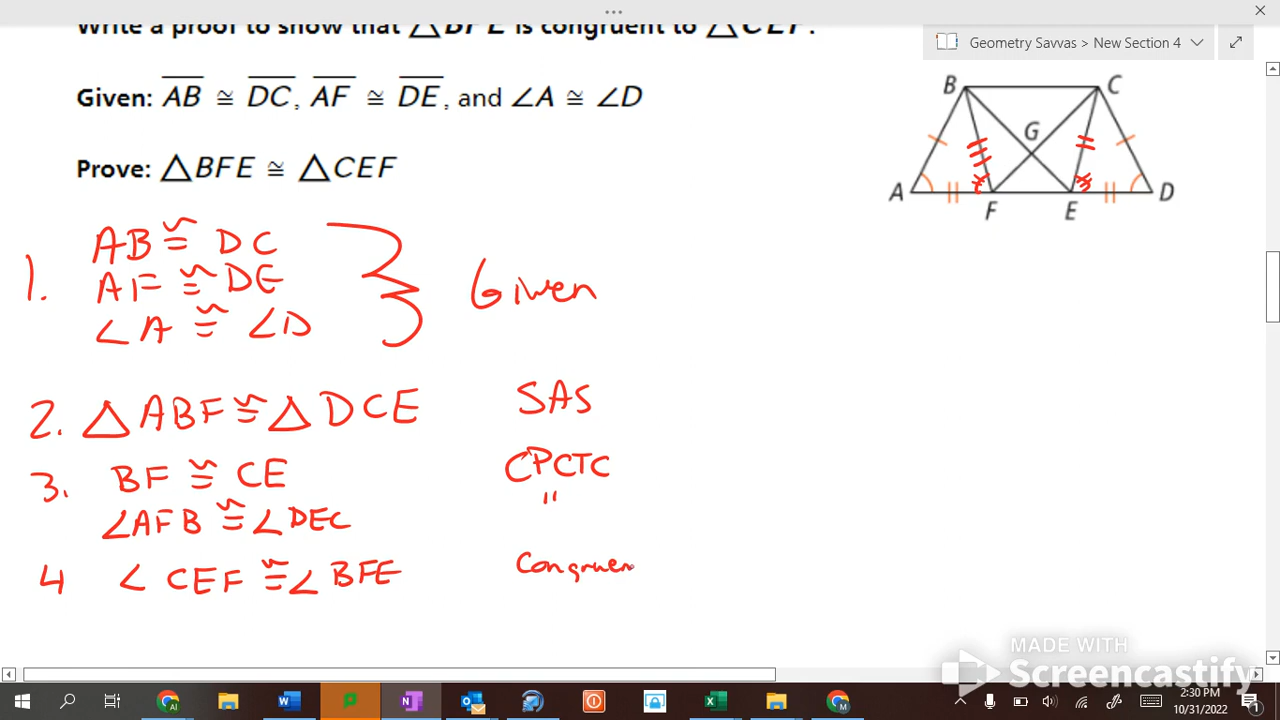 Write a proof to show that △BFE is congruent to △CEF.
Geometry Savvas > New Section 4
Given: AB ≅ DC, AF ≅ DE, and ∠A ≅ ∠D
Prove: △BFE ≅ △CEF
B C
G
A F E D
1. AB ≅ DC
AF ≅ DE
∠A ≅ ∠D
Given
2. △ABF ≅ △DCE SAS
3. BF ≅ CE CPCTC
∠AFB ≅ ∠DEC "
4 ∠CEF ≅ ∠BFE Congruen
MADE WITH
Screencastify
2:30 PM
10/31/2022